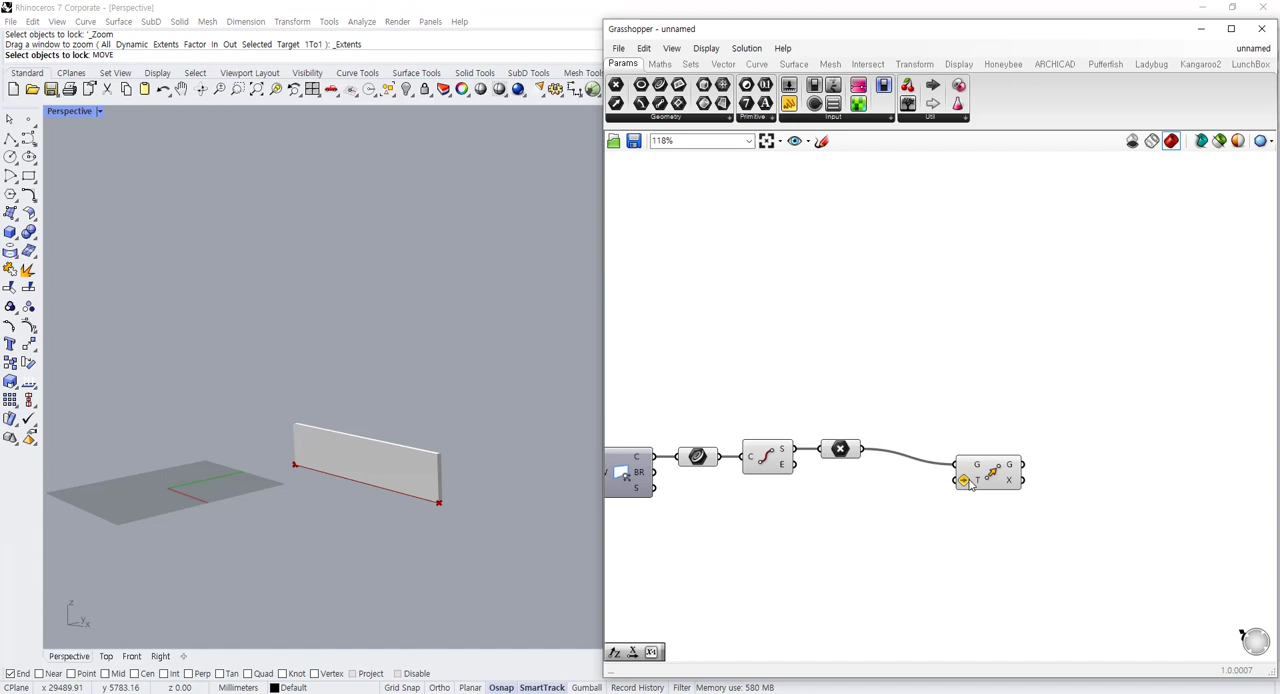 Rhinoceros 7 Corporate - [Perspective]
File Edit View Curve Surface SubD Solid Mesh Dimension Transform Tools Analyze Render Panels Help
Select objects to lock: '_Zoom
Drag a window to zoom ( All Dynamic Extents Factor In Out Selected Target 1To1 ) _Extents
Select objects to lock: MOVE
Standard CPlanes Set View Display Select Viewport Layout Visibility Curve Tools Surface Tools Solid Tools SubD Tools Mesh Tools
Perspective
z
y
x
Perspective Top Front Right
End Near Point Mid Cen Int Perp Tan Quad Knot Vertex Project Disable
CPlane x 29489.91 y 5783.16 z 0.00 Millimeters Default Grid Snap Ortho Planar Osnap SmartTrack Gumball Record History Filter Memory use: 580 MB
Grasshopper - unnamed
File Edit View Display Solution Help unnamed
Params Maths Sets Vector Curve Surface Mesh Intersect Transform Display Honeybee ARCHICAD Pufferfish Ladybug Kangaroo2 LunchBox
Geometry Primitive Input Util
118%
C
BR
S
C S
E
G G
T X
1.0.0007